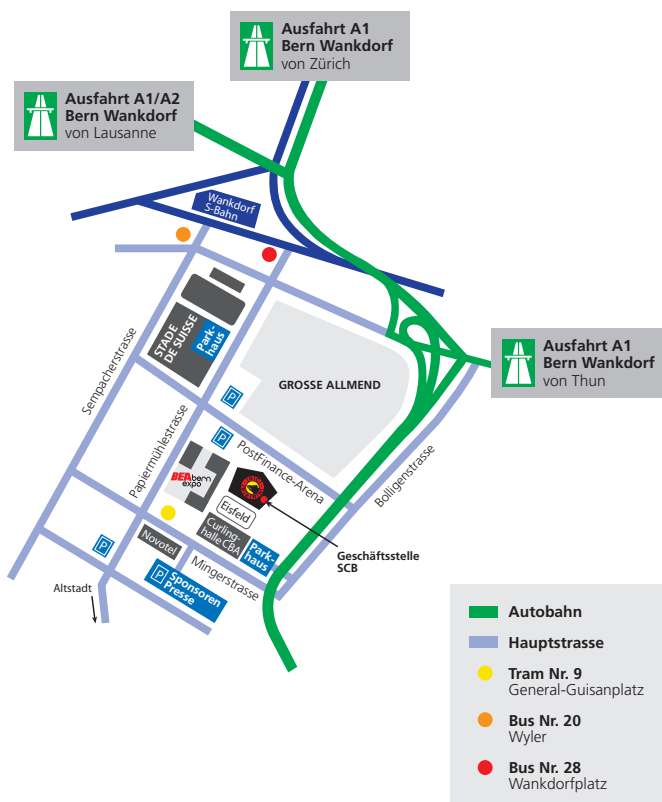 Ausfahrt A1
Bern Wankdorf
von Zürich
Ausfahrt A1/A2
Bern Wankdorf
von Lausanne
Wankdorf
S-Bahn
STADE
DE SUISSE
Park-
haus
Sempacherstrasse
GROSSE ALLMEND
Ausfahrt A1
Bern Wankdorf
von Thun
P
P
Papiermühlestrasse
PostFinance-Arena
Bolligenstrasse
BEAbern
expo
Eisfeld
Curling-
halle CBA
Park-
haus
Geschäftsstelle
SCB
Novotel
Mingerstrasse
P
P Sponsoren
Presse
Altstadt
Autobahn
Hauptstrasse
Tram Nr. 9
General-Guisanplatz
Bus Nr. 20
Wyler
Bus Nr. 28
Wankdorfplatz